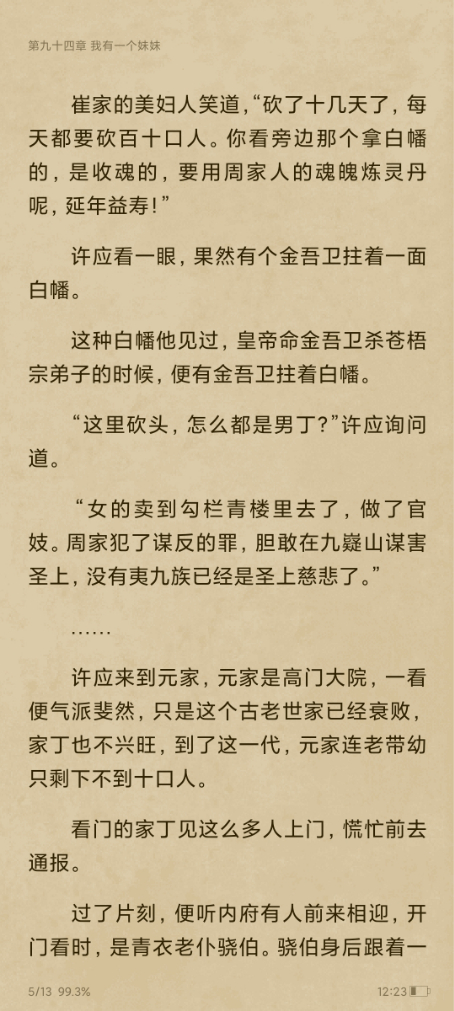 第九十四章 我有一个妹妹
崔家的美妇人笑道，“砍了十几天了，每
天都要砍百十口人。你看旁边那个拿白幡
的，是收魂的，要用周家人的魂魄炼灵丹
呢，延年益寿！”
许应看一眼，果然有个金吾卫拄着一面
白幡。
这种白幡他见过，皇帝命金吾卫杀苍梧
宗弟子的时候，便有金吾卫拄着白幡。
“这里砍头，怎么都是男丁？”许应询问
道。
“女的卖到勾栏青楼里去了，做了官
妓。周家犯了谋反的罪，胆敢在九嶷山谋害
圣上，没有夷九族已经是圣上慈悲了。”
……
许应来到元家，元家是高门大院，一看
便气派斐然，只是这个古老世家已经衰败，
家丁也不兴旺，到了这一代，元家连老带幼
只剩下不到十口人。
看门的家丁见这么多人上门，慌忙前去
通报。
过了片刻，便听内府有人前来相迎，开
门看时，是青衣老仆骁伯。骁伯身后跟着一
5/13 99.3%
12:23